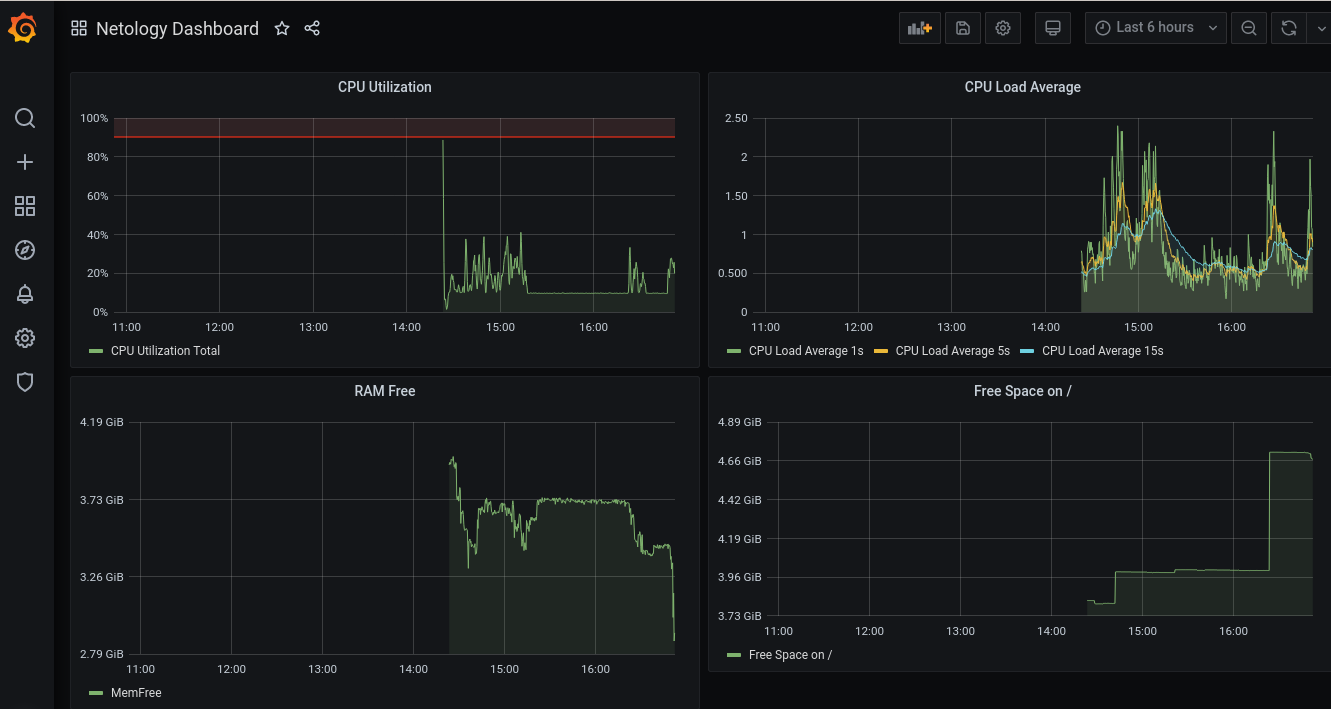 Netology Dashboard
Last 6 hours
CPU Utilization
100%
80%
60%
40%
20%
0%
11:00 12:00 13:00 14:00 15:00 16:00
CPU Utilization Total
CPU Load Average
2.50
2
1.50
1
0.500
0
11:00 12:00 13:00 14:00 15:00 16:00
CPU Load Average 1s CPU Load Average 5s CPU Load Average 15s
RAM Free
4.19 GiB
3.73 GiB
3.26 GiB
2.79 GiB
11:00 12:00 13:00 14:00 15:00 16:00
MemFree
Free Space on /
4.89 GiB
4.66 GiB
4.42 GiB
4.19 GiB
3.96 GiB
3.73 GiB
11:00 12:00 13:00 14:00 15:00 16:00
Free Space on /